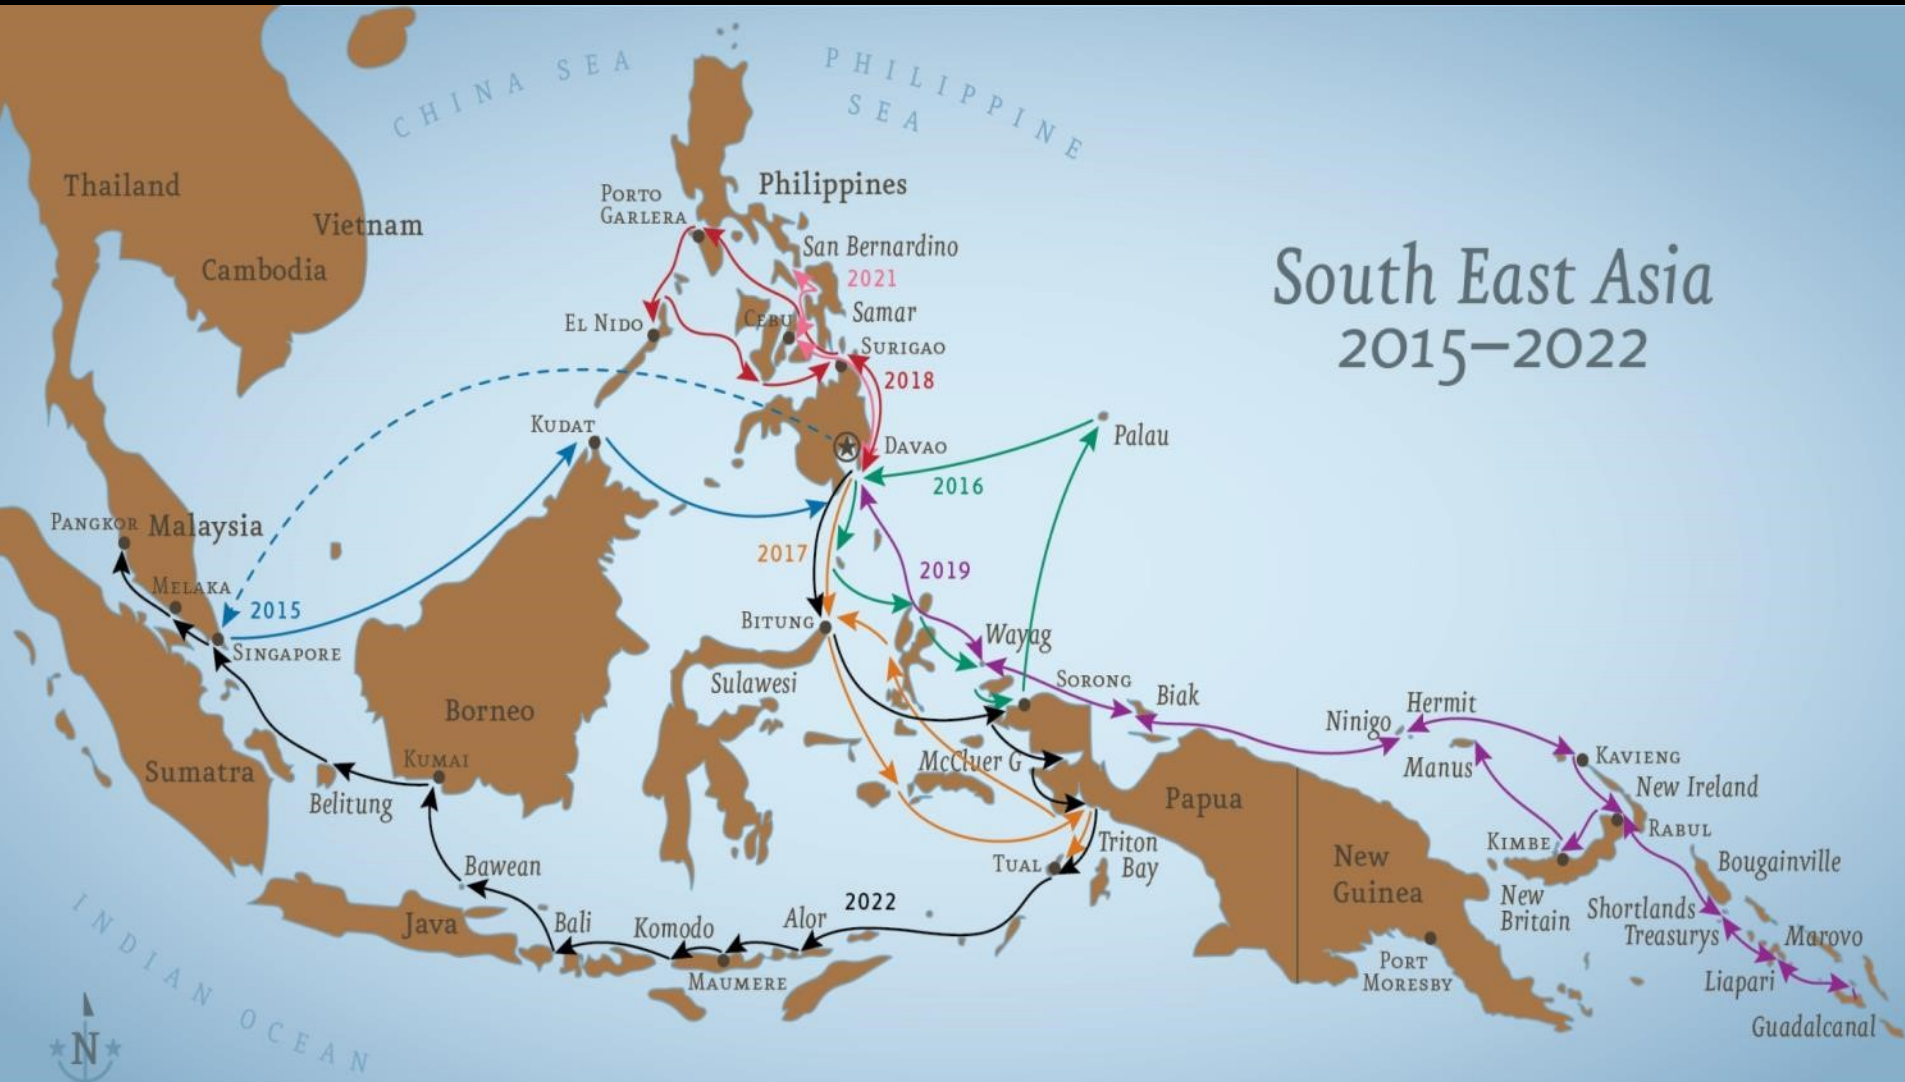 CHINA SEA
PHILIPPINE
SEA
Thailand
Vietnam
Cambodia
Philippines
PORTO
GARLERA
San Bernardino
2021
South East Asia
2015–2022
EL NIDO
CEBU
Samar
SURIGAO
2018
KUDAT
DAVAO
Palau
2016
PANGKOR
Malaysia
2017
2019
MELAKA
2015
BITUNG
SINGAPORE
Wayag
Sulawesi
SORONG
Biak
Borneo
Hermit
Ninigo
KAVIENG
Sumatra
KUMAI
McCluer G
Manus
New Ireland
Belitung
Papua
RABUL
KIMBE
Triton
Bay
TUAL
New
Guinea
Bougainville
Bawean
New
Britain
Shortlands
Treasurys
Java
Bali
Komodo
Alor
2022
Marovo
MAUMERE
PORT
MORESBY
Liapari
Guadalcanal
INDIAN OCEAN
N